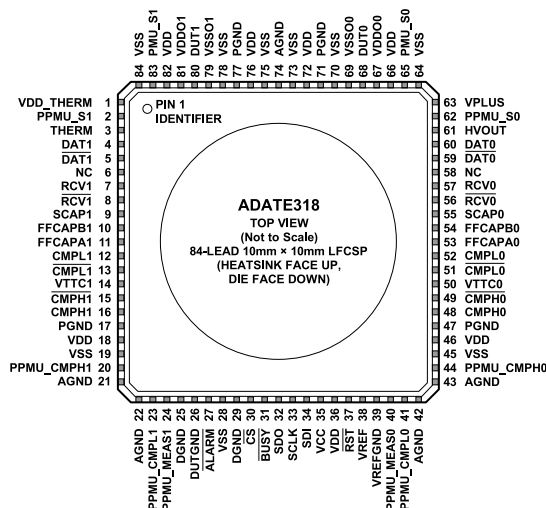 84 VSS
83 PMU_S1
82 VDD
81 VDDO1
80 DUT1
79 VSSO1
78 VSS
77 PGND
76 VDD
75 VSS
74 AGND
73 VSS
72 VDD
71 PGND
70 VSS
69 VSSO0
68 DUT0
67 VDDO0
66 VDD
65 PMU_S0
64 VSS
VDD_THERM 1
PPMU_S1 2
THERM 3
DAT1 4
DAT1 5
NC 6
RCV1 7
RCV1 8
SCAP1 9
FFCAPB1 10
FFCAPA1 11
CMPL1 12
CMPL1 13
VTTC1 14
CMPH1 15
CMPH1 16
PGND 17
VDD 18
VSS 19
PPMU_CMPH1 20
AGND 21
PIN 1
IDENTIFIER
ADATE318
TOP VIEW
(Not to Scale)
84-LEAD 10mm × 10mm LFCSP
(HEATSINK FACE UP,
DIE FACE DOWN)
63 VPLUS
62 PPMU_S0
61 HVOUT
60 DAT0
59 DAT0
58 NC
57 RCV0
56 RCV0
55 SCAP0
54 FFCAPB0
53 FFCAPA0
52 CMPL0
51 CMPL0
50 VTTC0
49 CMPH0
48 CMPH0
47 PGND
46 VDD
45 VSS
44 PPMU_CMPH0
43 AGND
AGND 22
PPMU_CMPL1 23
PPMU_MEAS1 24
DGND 25
DUTGND 26
ALARM 27
VSS 28
DGND 29
CS 30
BUSY 31
SDO 32
SCLK 33
SDI 34
VCC 35
VDD 36
RST 37
VREF 38
VREFGND 39
PPMU_MEAS0 40
PPMU_CMPL0 41
AGND 42